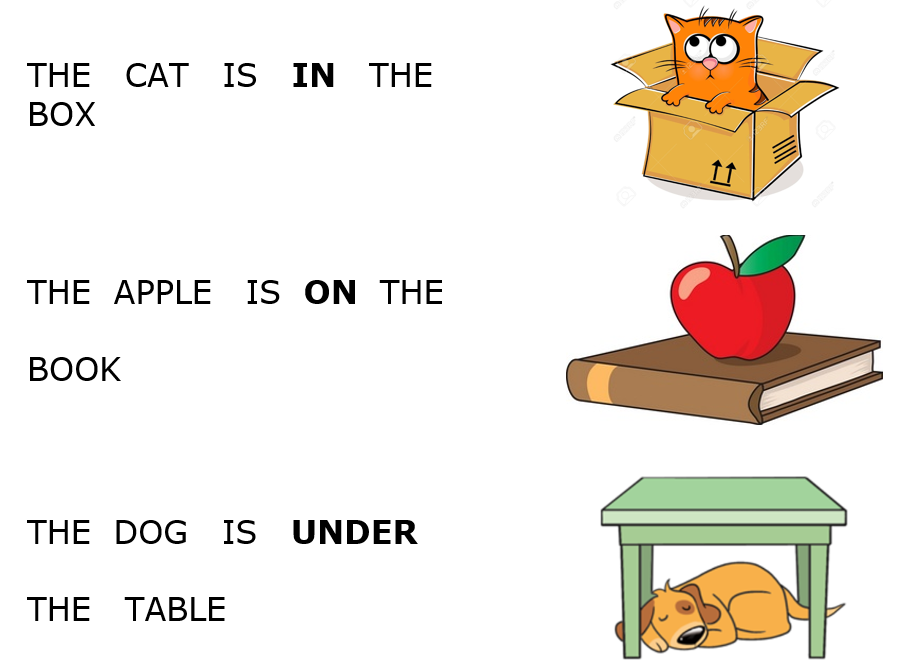 THE CAT IS IN THE
BOX
THE APPLE IS ON THE
BOOK
THE DOG IS UNDER
THE TABLE